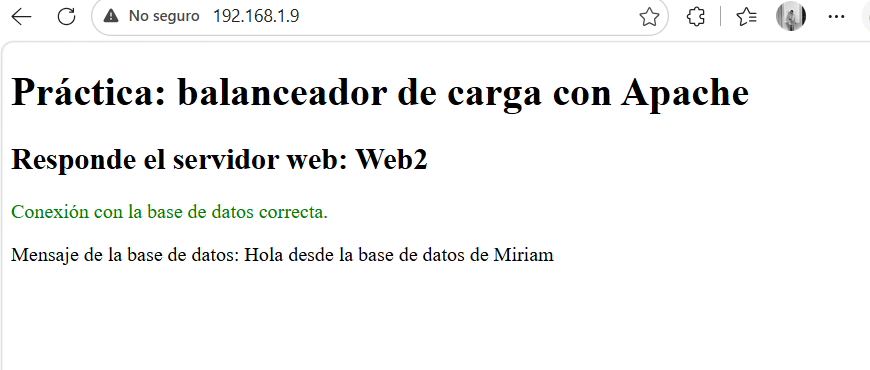 No seguro 192.168.1.9
Práctica: balanceador de carga con Apache
Responde el servidor web: Web2
Conexión con la base de datos correcta.
Mensaje de la base de datos: Hola desde la base de datos de Miriam